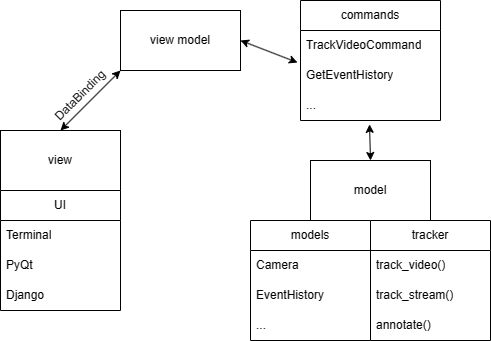 commands
view model
TrackVideoCommand
GetEventHistory
...
DataBinding
view
UI
Terminal
PyQt
Django
model
models
tracker
Camera
track_video()
EventHistory
track_stream()
...
annotate()